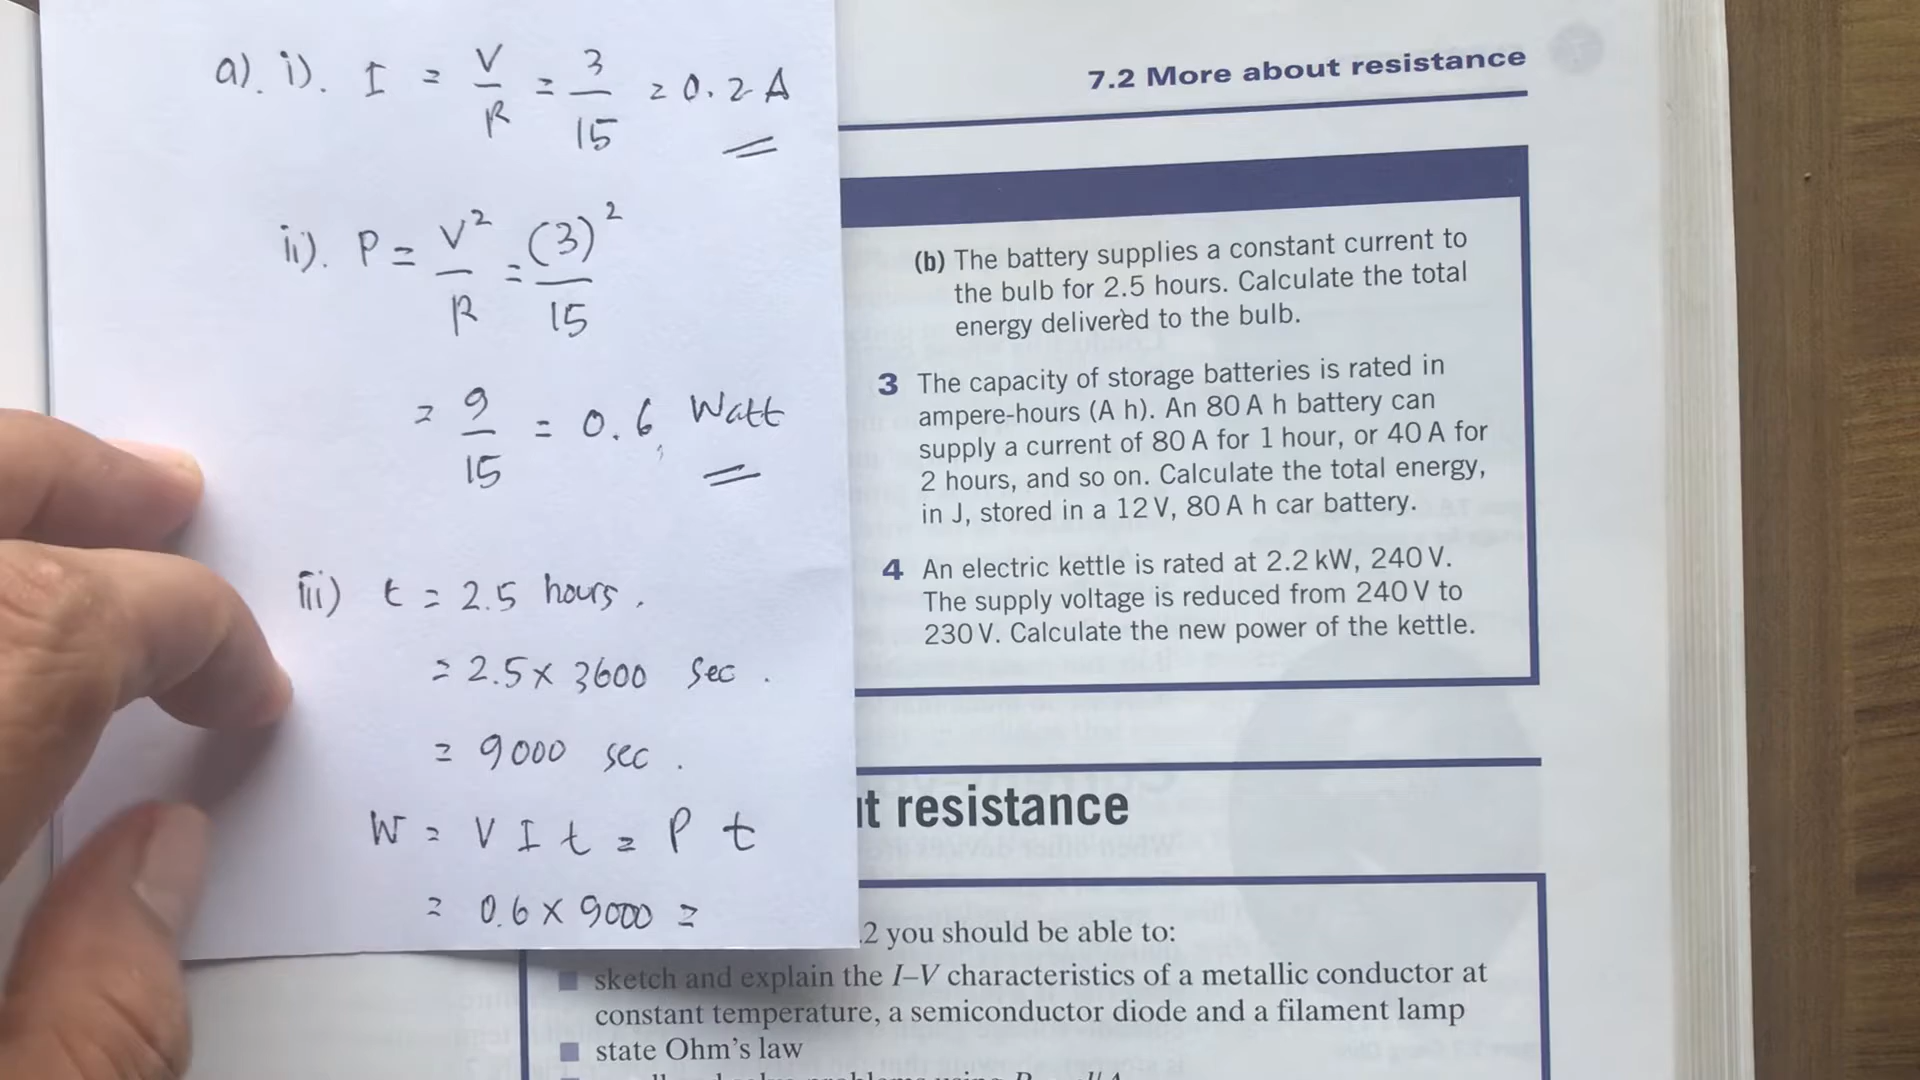 a). i). I = V/R = 3/15 = 0.2 A
ii). P = V²/R = (3)²/15
= 9/15 = 0.6 Watt
iii) t = 2.5 hours.
= 2.5 × 3600 sec.
= 9000 sec.
W = V I t = P t
= 0.6 × 9000 =
7.2 More about resistance
(b) The battery supplies a constant current to
the bulb for 2.5 hours. Calculate the total
energy delivered to the bulb.
3 The capacity of storage batteries is rated in
ampere-hours (A h). An 80 A h battery can
supply a current of 80 A for 1 hour, or 40 A for
2 hours, and so on. Calculate the total energy,
in J, stored in a 12 V, 80 A h car battery.
4 An electric kettle is rated at 2.2 kW, 240 V.
The supply voltage is reduced from 240 V to
230 V. Calculate the new power of the kettle.
t resistance
.2 you should be able to:
■ sketch and explain the I–V characteristics of a metallic conductor at
constant temperature, a semiconductor diode and a filament lamp
■ state Ohm's law